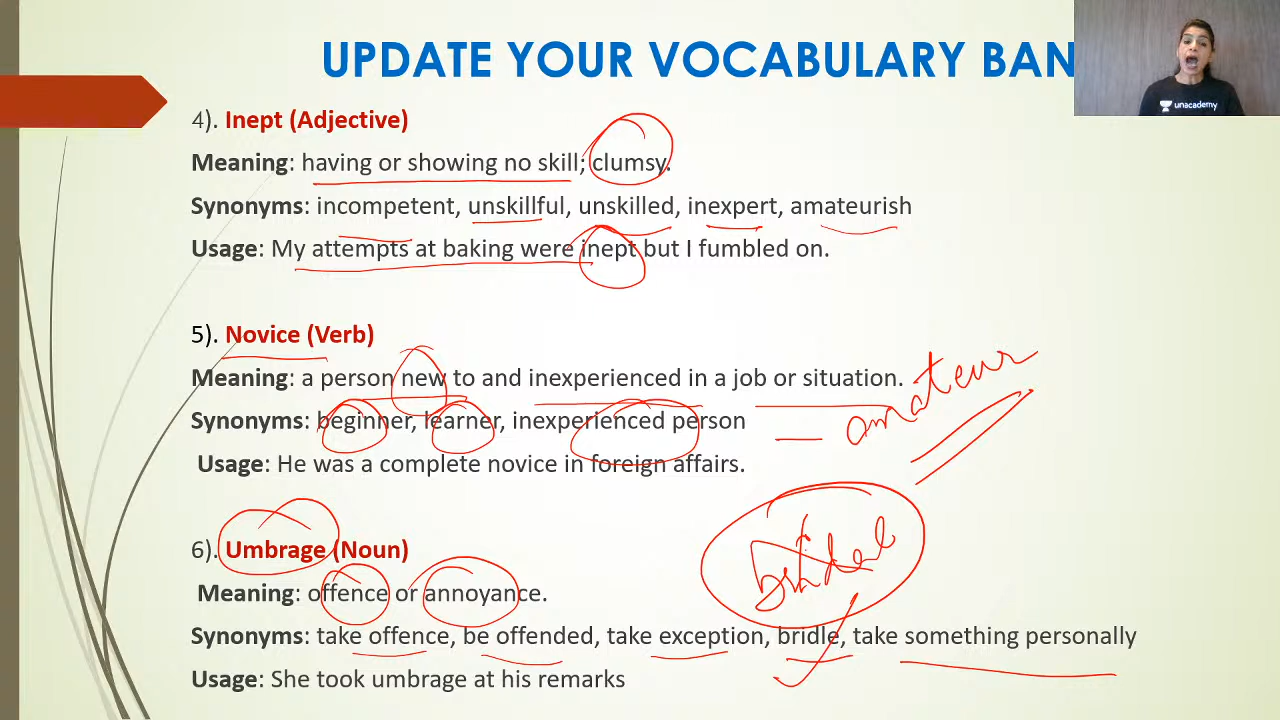 UPDATE YOUR VOCABULARY BAN
unacademy
4). Inept (Adjective)
Meaning: having or showing no skill; clumsy.
Synonyms: incompetent, unskillful, unskilled, inexpert, amateurish
Usage: My attempts at baking were inept but I fumbled on.
5). Novice (Verb)
Meaning: a person new to and inexperienced in a job or situation.
Synonyms: beginner, learner, inexperienced person
amateur
Usage: He was a complete novice in foreign affairs.
6). Umbrage (Noun)
bridal
Meaning: offence or annoyance.
Synonyms: take offence, be offended, take exception, bridle, take something personally
Usage: She took umbrage at his remarks